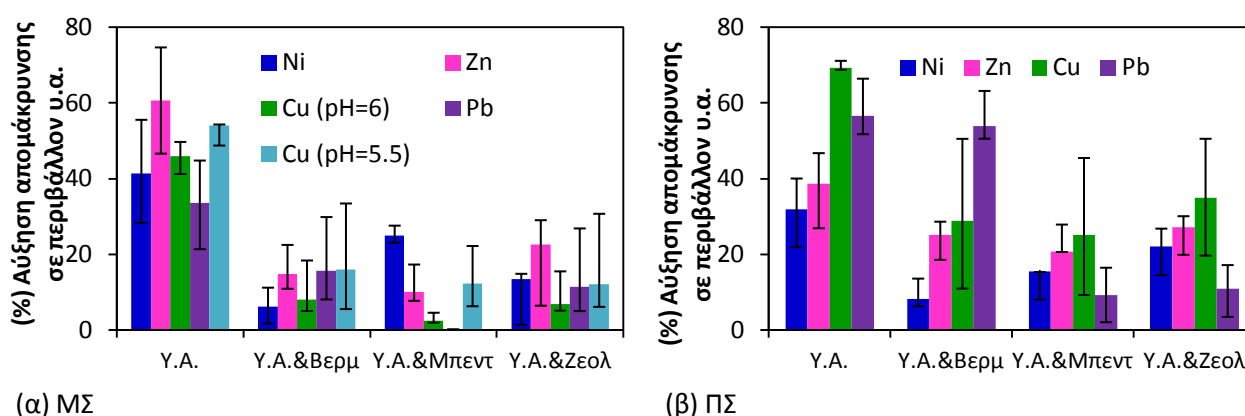 (%) Αύξηση απομάκρυνσης
σε περιβάλλον υ.α.
80
60
40
20
0
Ni
Zn
Cu (pH=6)
Pb
Cu (pH=5.5)
Υ.Α.
Υ.Α.&Βερμ
Υ.Α.&Μπεντ
Υ.Α.&Ζεολ
(α) ΜΣ
(%) Αύξηση απομάκρυνσης
σε περιβάλλον υ.α.
80
60
40
20
0
Ni
Zn
Cu
Pb
Υ.Α.
Υ.Α.&Βερμ
Υ.Α.&Μπεντ
Υ.Α.&Ζεολ
(β) ΠΣ